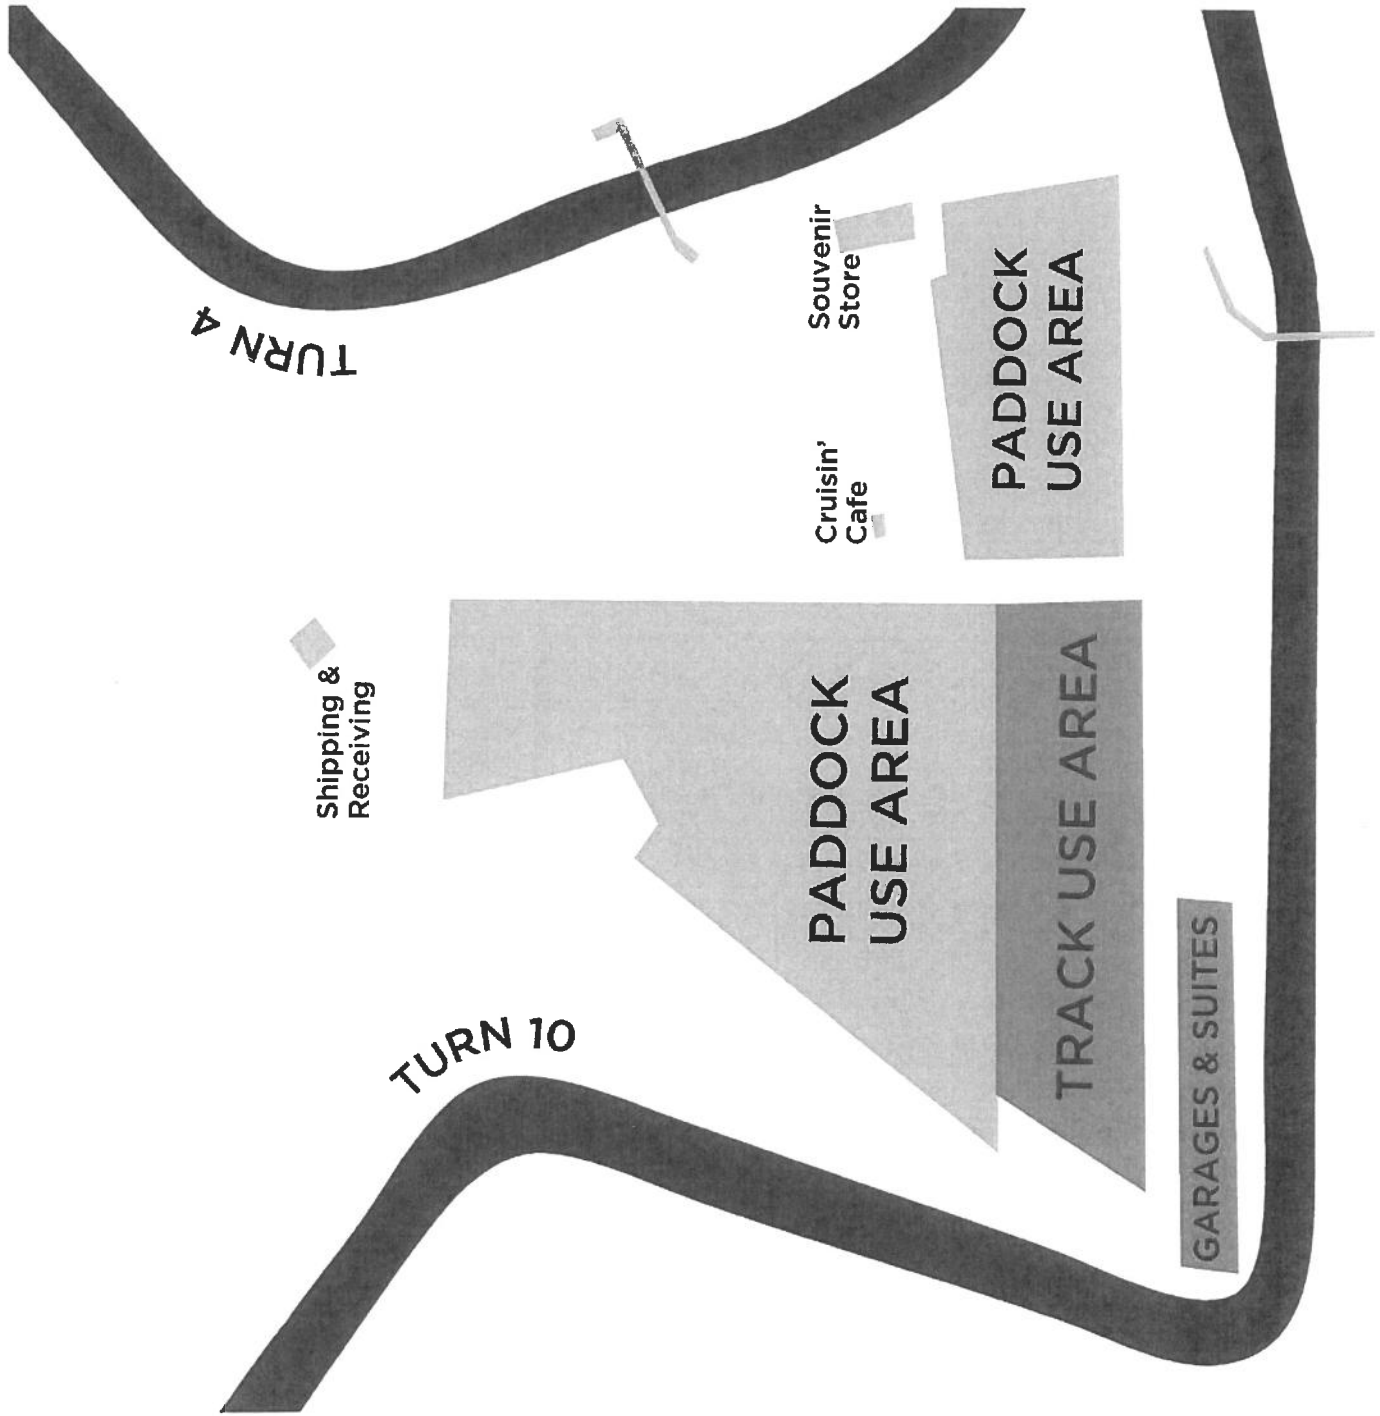 TURN 4
Souvenir
Store
PADDOCK
USE AREA
Cruisin'
Cafe
Shipping &
Receiving
PADDOCK
USE AREA
TRACK USE AREA
GARAGES & SUITES
TURN 10